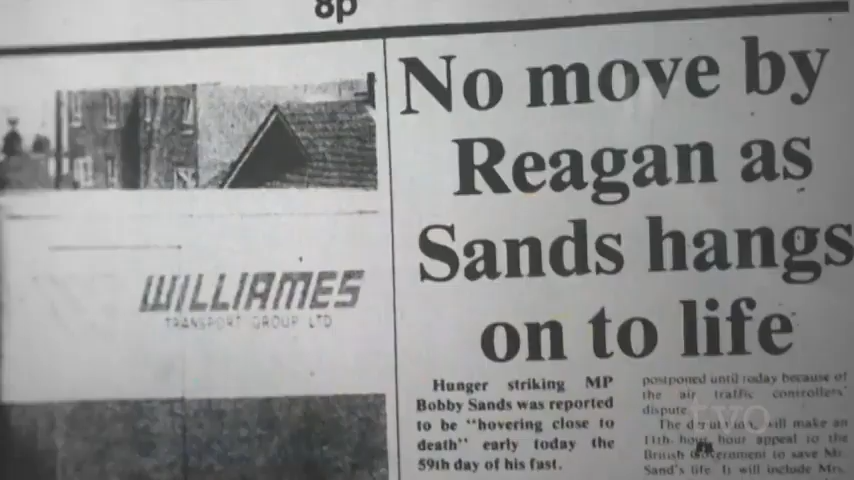 8p
WILLIAMES
TRANSPORT GROUP LTD
No move by
Reagan as
Sands hangs
on to life
Hunger striking MP
Bobby Sands was reported
to be "hovering close to
death" early today the
59th day of his fast.
postponed until today because of
the air traffic controllers'
dispute.
The will make an
11th hour, hour appeal to the
British Government to save Mr.
Sand's life. It will include Mrs.
tvo